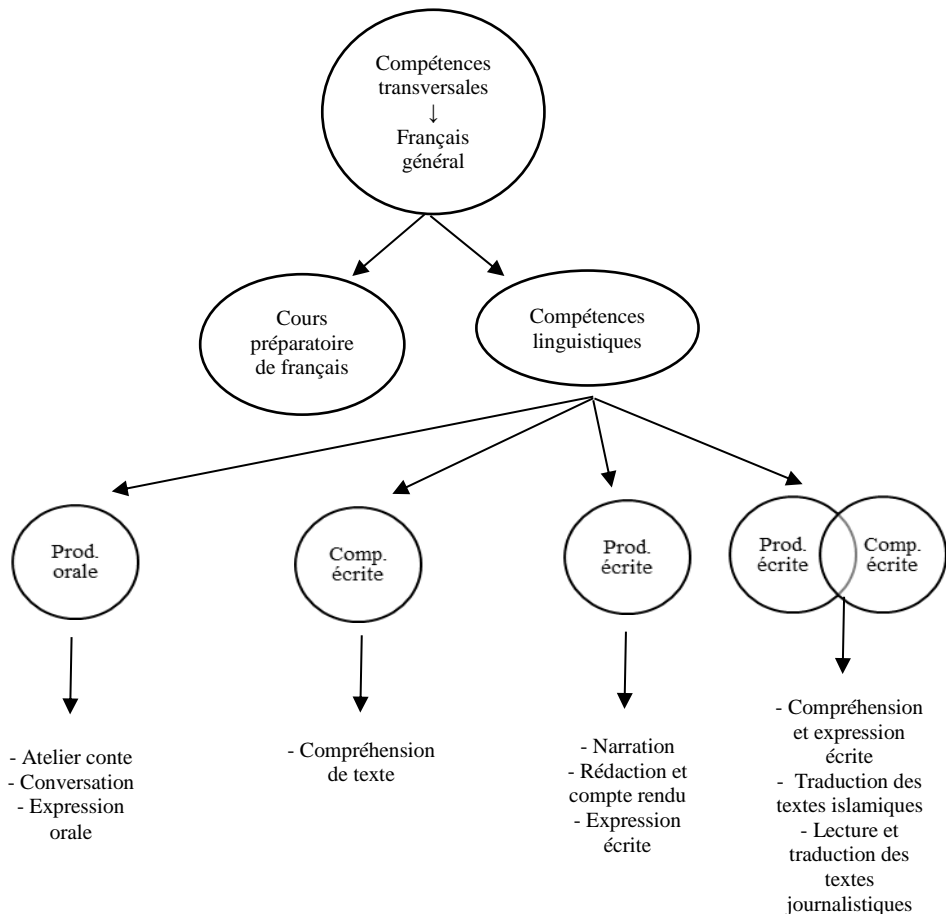 Compétences
transversales
↓
Français
général
Cours
préparatoire
de français
Compétences
linguistiques
Prod.
orale
Comp.
écrite
Prod.
écrite
Prod.
écrite
Comp.
écrite
- Atelier conte
- Conversation
- Expression
orale
- Compréhension
de texte
- Narration
- Rédaction et
compte rendu
- Expression
écrite
- Compréhension
et expression
écrite
- Traduction des
textes islamiques
- Lecture et
traduction des
textes
journalistiques